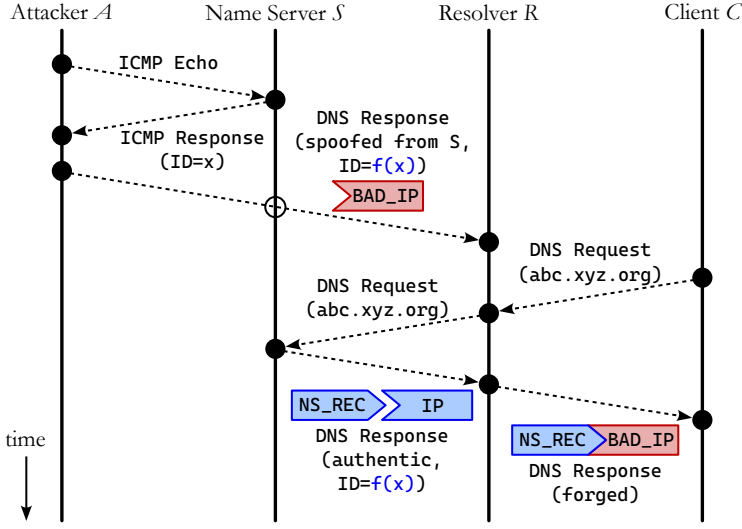 Attacker A
Name Server S
Resolver R
Client C
ICMP Echo
ICMP Response
(ID=x)
DNS Response
(spoofed from S,
ID=f(x))
BAD_IP
DNS Request
(abc.xyz.org)
DNS Request
(abc.xyz.org)
NS_REC
IP
DNS Response
(authentic,
ID=f(x))
NS_REC
BAD_IP
DNS Response
(forged)
time